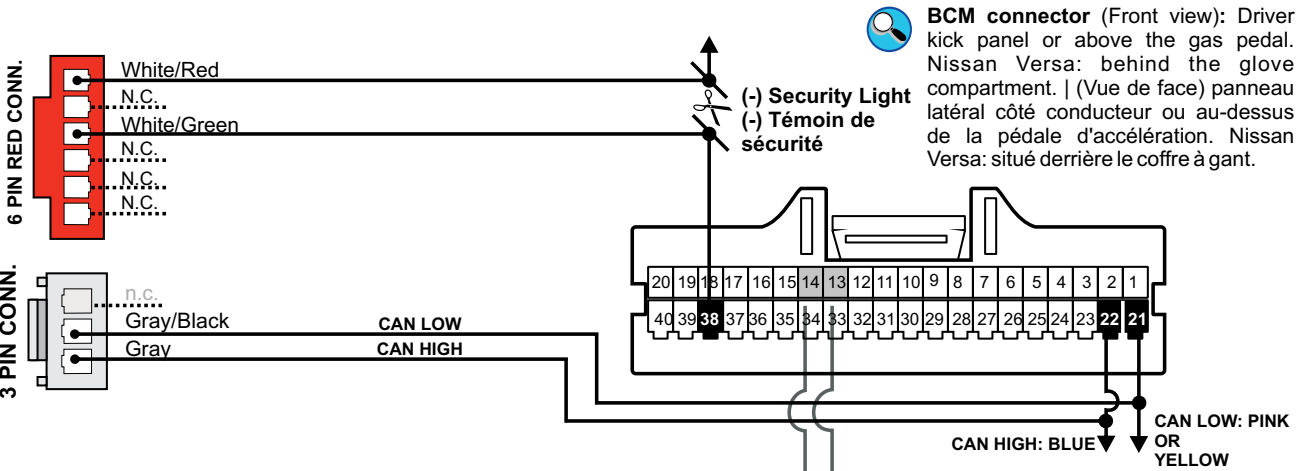 BCM connector (Front view): Driver
kick panel or above the gas pedal.
Nissan Versa: behind the glove
compartment. | (Vue de face) panneau
latéral côté conducteur ou au-dessus
de la pédale d'accélération. Nissan
Versa: situé derrière le coffre à gant.
6 PIN RED CONN.
White/Red
N.C.
White/Green
N.C.
N.C.
N.C.
(-) Security Light
(-) Témoin de
sécurité
3 PIN CONN.
n.c.
Gray/Black
Gray
CAN LOW
CAN HIGH
20 19 18 17 16 15 14 13 12 11 10 9 8 7 6 5 4 3 2 1
40 39 38 37 36 35 34 33 32 31 30 29 28 27 26 25 24 23 22 21
CAN HIGH: BLUE
CAN LOW: PINK
OR
YELLOW